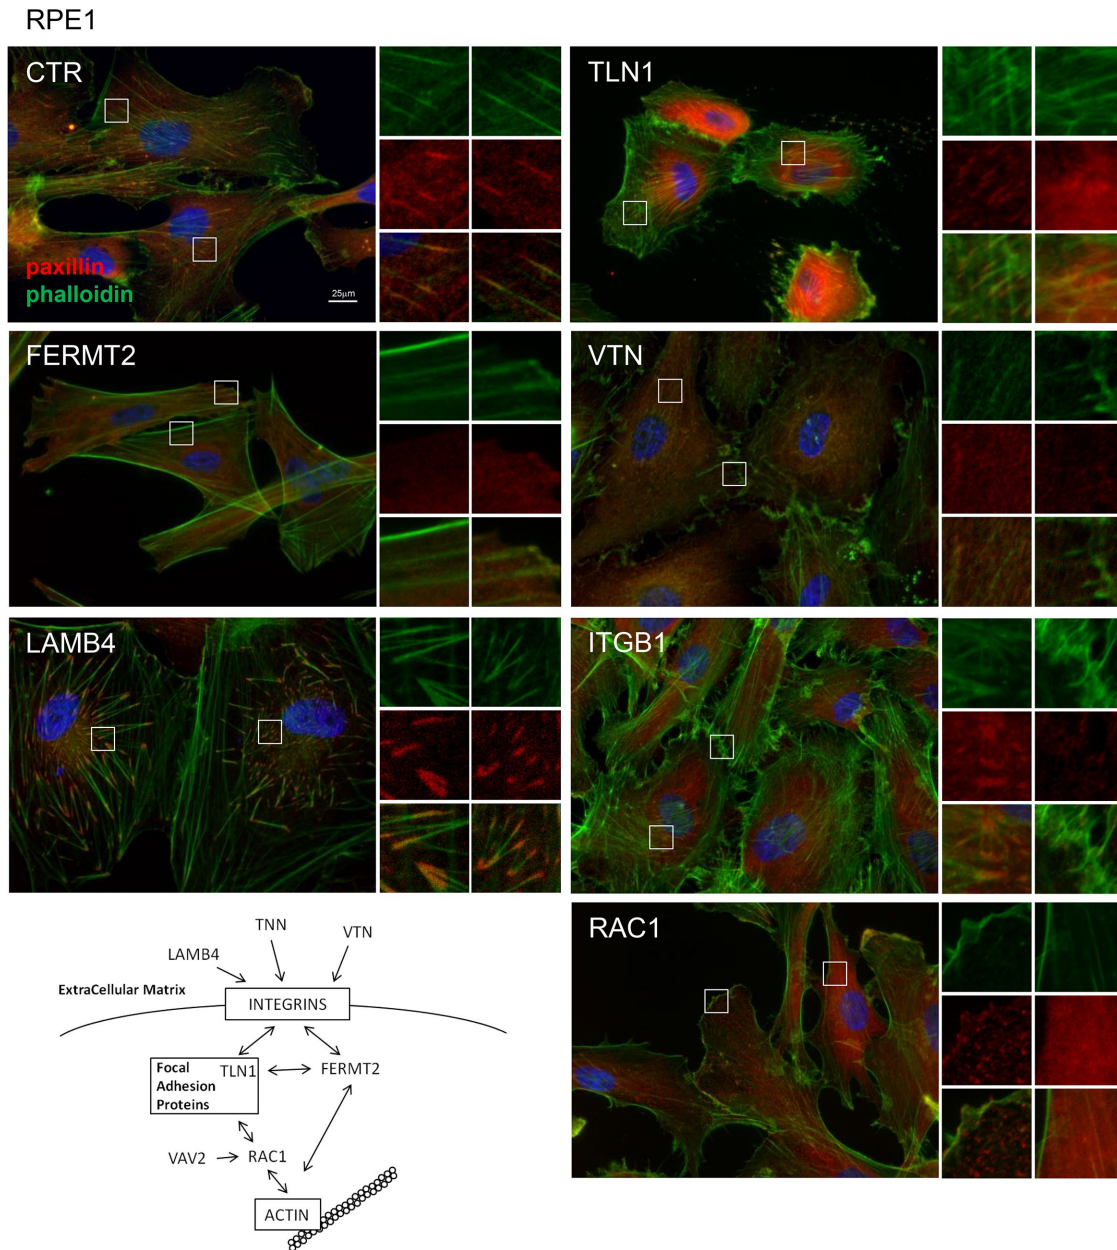 RPE1
CTR
paxillin
phalloidin
25μm
TLN1
FERMT2
VTN
LAMB4
ITGB1
RAC1
TNN
VTN
LAMB4
ExtraCellular Matrix
INTEGRINS
Focal
Adhesion
Proteins
TLN1
FERMT2
VAV2
RAC1
ACTIN